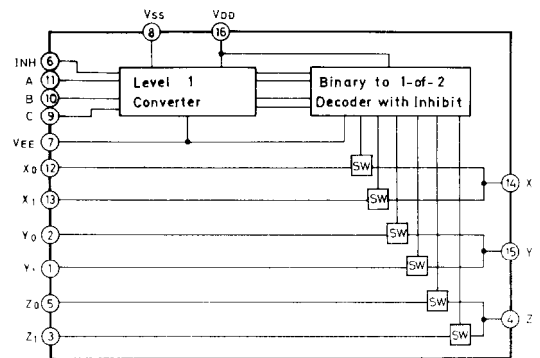 VSS VDD
8 16
INH 6
A 11
B 10
C 9
VEE 7
Level 1
Converter
Binary to 1-of-2
Decoder with Inhibit
X0 12
SW
14 X
X1 13
SW
Y0 2
SW
15 Y
Y1 1
SW
Z0 5
SW
4 Z
Z1 3
SW